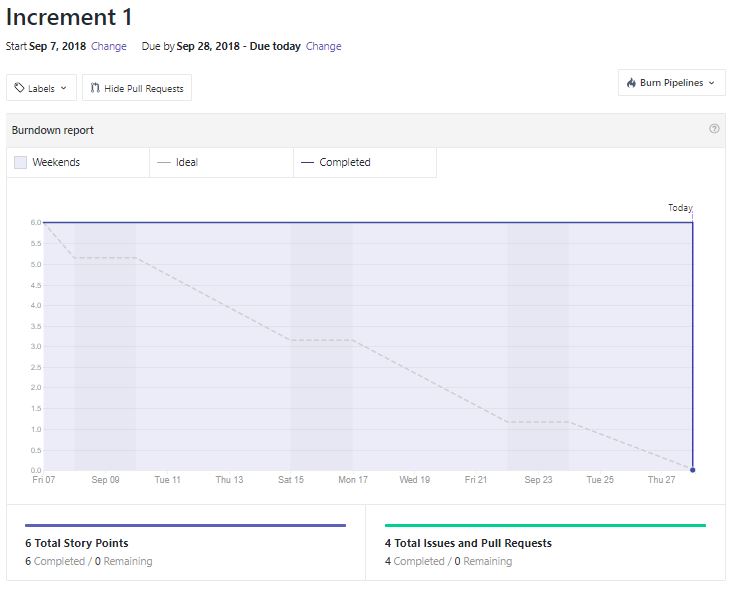 Increment 1
Start Sep 7, 2018 Change Due by Sep 28, 2018 - Due today Change
Labels Hide Pull Requests Burn Pipelines
Burndown report
Weekends Ideal Completed
Today
6.0
5.5
5.0
4.5
4.0
3.5
3.0
2.5
2.0
1.5
1.0
0.5
0.0
Fri 07 Sep 09 Tue 11 Thu 13 Sat 15 Mon 17 Wed 19 Fri 21 Sep 23 Tue 25 Thu 27
6 Total Story Points
6 Completed / 0 Remaining
4 Total Issues and Pull Requests
4 Completed / 0 Remaining